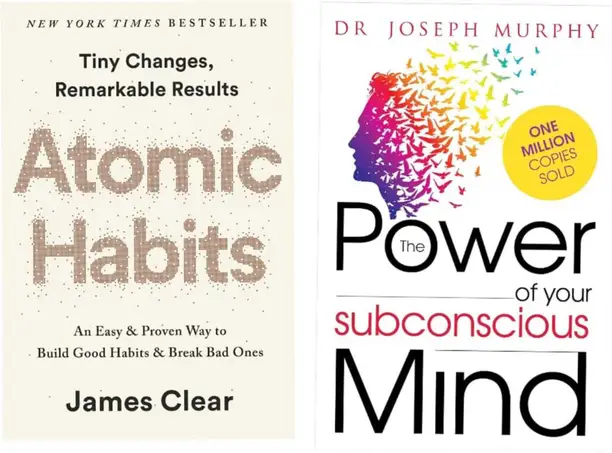 NEW YORK TIMES BESTSELLER
Tiny Changes,
Remarkable Results
Atomic
Habits
An Easy & Proven Way to
Build Good Habits & Break Bad Ones
James Clear
DR JOSEPH MURPHY
ONE
MILLION
COPIES
SOLD
The Power
of your
subconscious
Mind